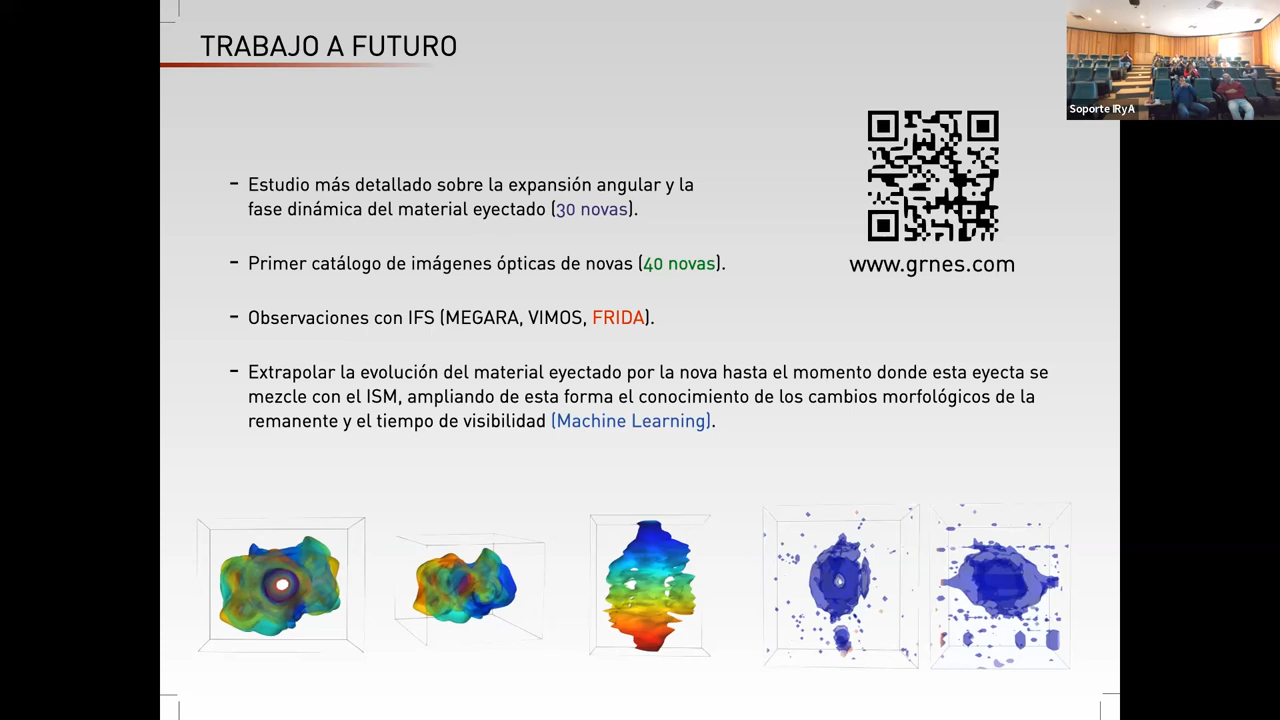 TRABAJO A FUTURO
Soporte IRyA
- Estudio más detallado sobre la expansión angular y la
fase dinámica del material eyectado (30 novas).
www.grnes.com
- Primer catálogo de imágenes ópticas de novas (40 novas).
- Observaciones con IFS (MEGARA, VIMOS, FRIDA).
- Extrapolar la evolución del material eyectado por la nova hasta el momento donde esta eyecta se
mezcle con el ISM, ampliando de esta forma el conocimiento de los cambios morfológicos de la
remanente y el tiempo de visibilidad (Machine Learning).